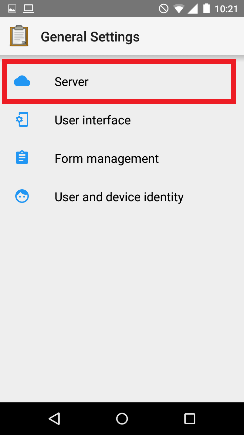 10:21
General Settings
Server
User interface
Form management
User and device identity